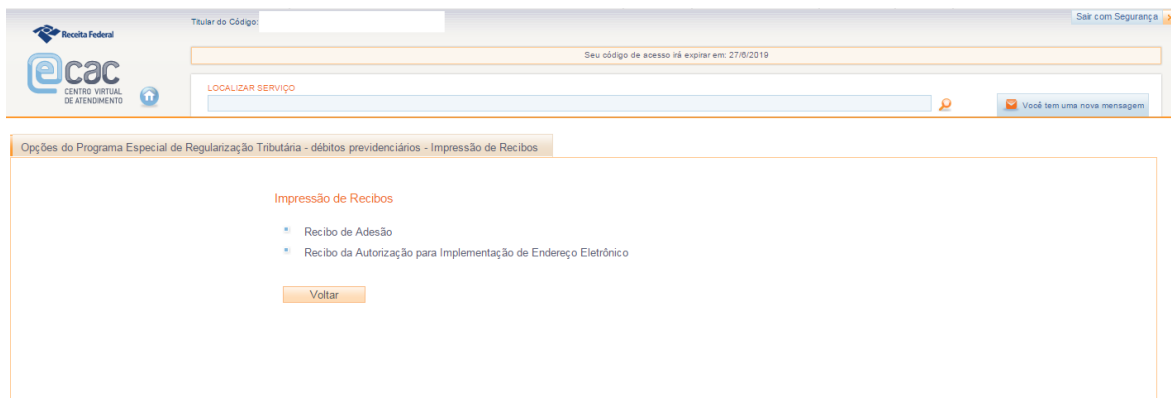 Receita Federal
Titular do Código:
Sair com Segurança
Seu código de acesso irá expirar em: 27/6/2019
ecac
CENTRO VIRTUAL
DE ATENDIMENTO
LOCALIZAR SERVIÇO
Você tem uma nova mensagem
Opções do Programa Especial de Regularização Tributária - débitos previdenciários - Impressão de Recibos
Impressão de Recibos
Recibo de Adesão
Recibo da Autorização para Implementação de Endereço Eletrônico
Voltar